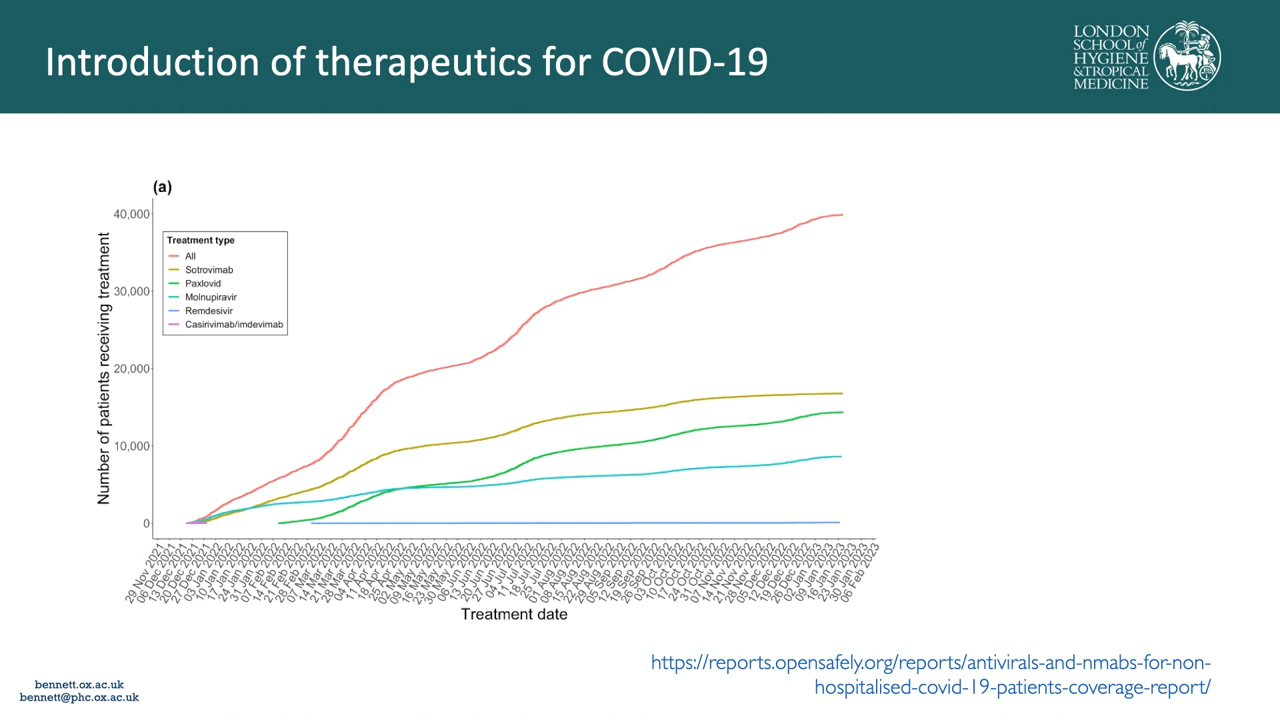 Introduction of therapeutics for COVID-19
LONDON
SCHOOL of
HYGIENE
& TROPICAL
MEDICINE
(a)
Number of patients receiving treatment
40,000
30,000
20,000
10,000
0
Treatment type
All
Sotrovimab
Paxlovid
Molnupiravir
Remdesivir
Casirivimab/imdevimab
29 Nov 2021
06 Dec 2021
13 Dec 2021
20 Dec 2021
27 Dec 2021
03 Jan 2022
10 Jan 2022
17 Jan 2022
24 Jan 2022
31 Jan 2022
07 Feb 2022
14 Feb 2022
21 Feb 2022
28 Feb 2022
07 Mar 2022
14 Mar 2022
21 Mar 2022
28 Mar 2022
04 Apr 2022
11 Apr 2022
18 Apr 2022
25 Apr 2022
02 May 2022
09 May 2022
16 May 2022
23 May 2022
30 May 2022
06 Jun 2022
13 Jun 2022
20 Jun 2022
27 Jun 2022
04 Jul 2022
11 Jul 2022
18 Jul 2022
25 Jul 2022
01 Aug 2022
08 Aug 2022
15 Aug 2022
22 Aug 2022
29 Aug 2022
05 Sep 2022
12 Sep 2022
19 Sep 2022
26 Sep 2022
03 Oct 2022
10 Oct 2022
17 Oct 2022
24 Oct 2022
31 Oct 2022
07 Nov 2022
14 Nov 2022
21 Nov 2022
28 Nov 2022
05 Dec 2022
12 Dec 2022
19 Dec 2022
26 Dec 2022
02 Jan 2023
09 Jan 2023
16 Jan 2023
23 Jan 2023
30 Jan 2023
06 Feb 2023
Treatment date
https://reports.opensafely.org/reports/antivirals-and-nmabs-for-non-
hospitalised-covid-19-patients-coverage-report/
bennett.ox.ac.uk
bennett@phc.ox.ac.uk